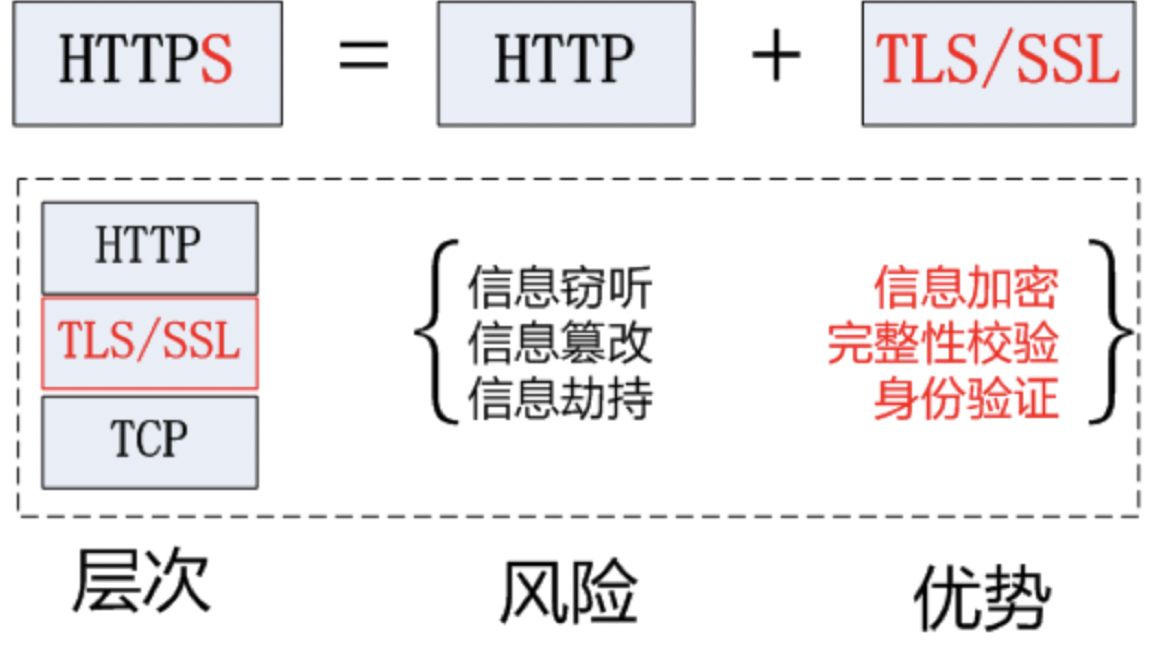 HTTPS = HTTP + TLS/SSL
HTTP
TLS/SSL
TCP
信息窃听
信息篡改
信息劫持
信息加密
完整性校验
身份验证
层次
风险
优势